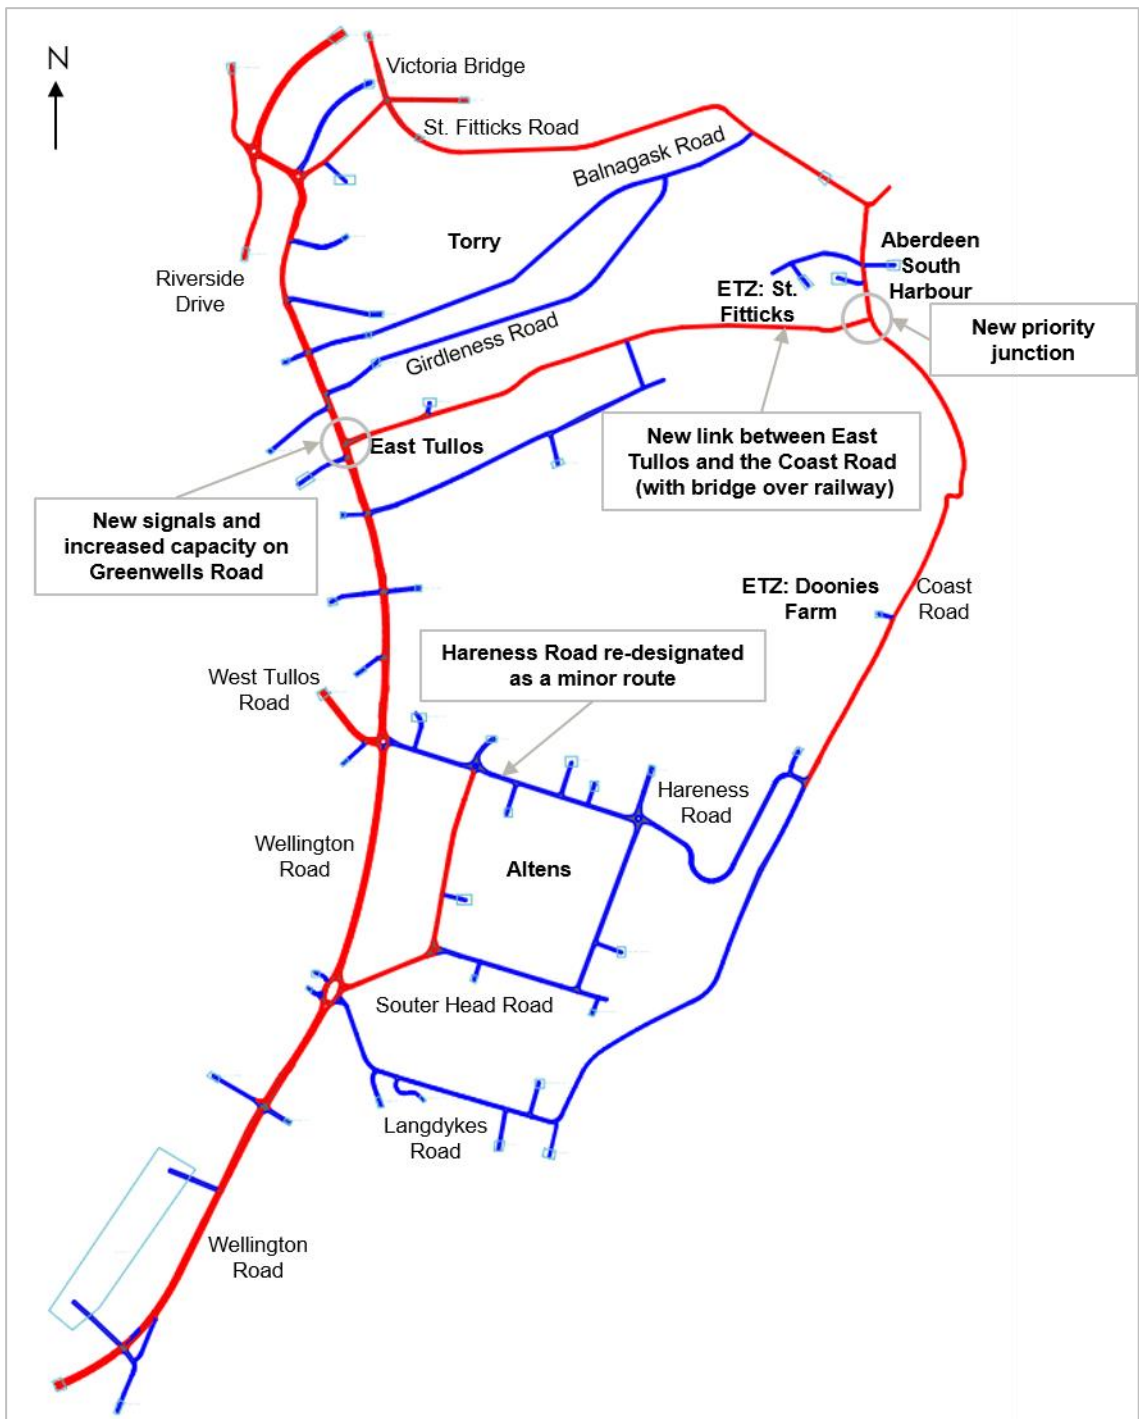 N
Victoria Bridge
St. Fitticks Road
Balnagask Road
Torry
Aberdeen
South
Harbour
Riverside
Drive
ETZ: St.
Fitticks
New priority
junction
Girdleness Road
East Tullos
New link between East
Tullos and the Coast Road
(with bridge over railway)
New signals and
increased capacity on
Greenwells Road
ETZ: Doonies
Farm
Coast
Road
Hareness Road re-designated
as a minor route
West Tullos
Road
Hareness
Road
Wellington
Road
Altens
Souter Head Road
Langdykes
Road
Wellington
Road